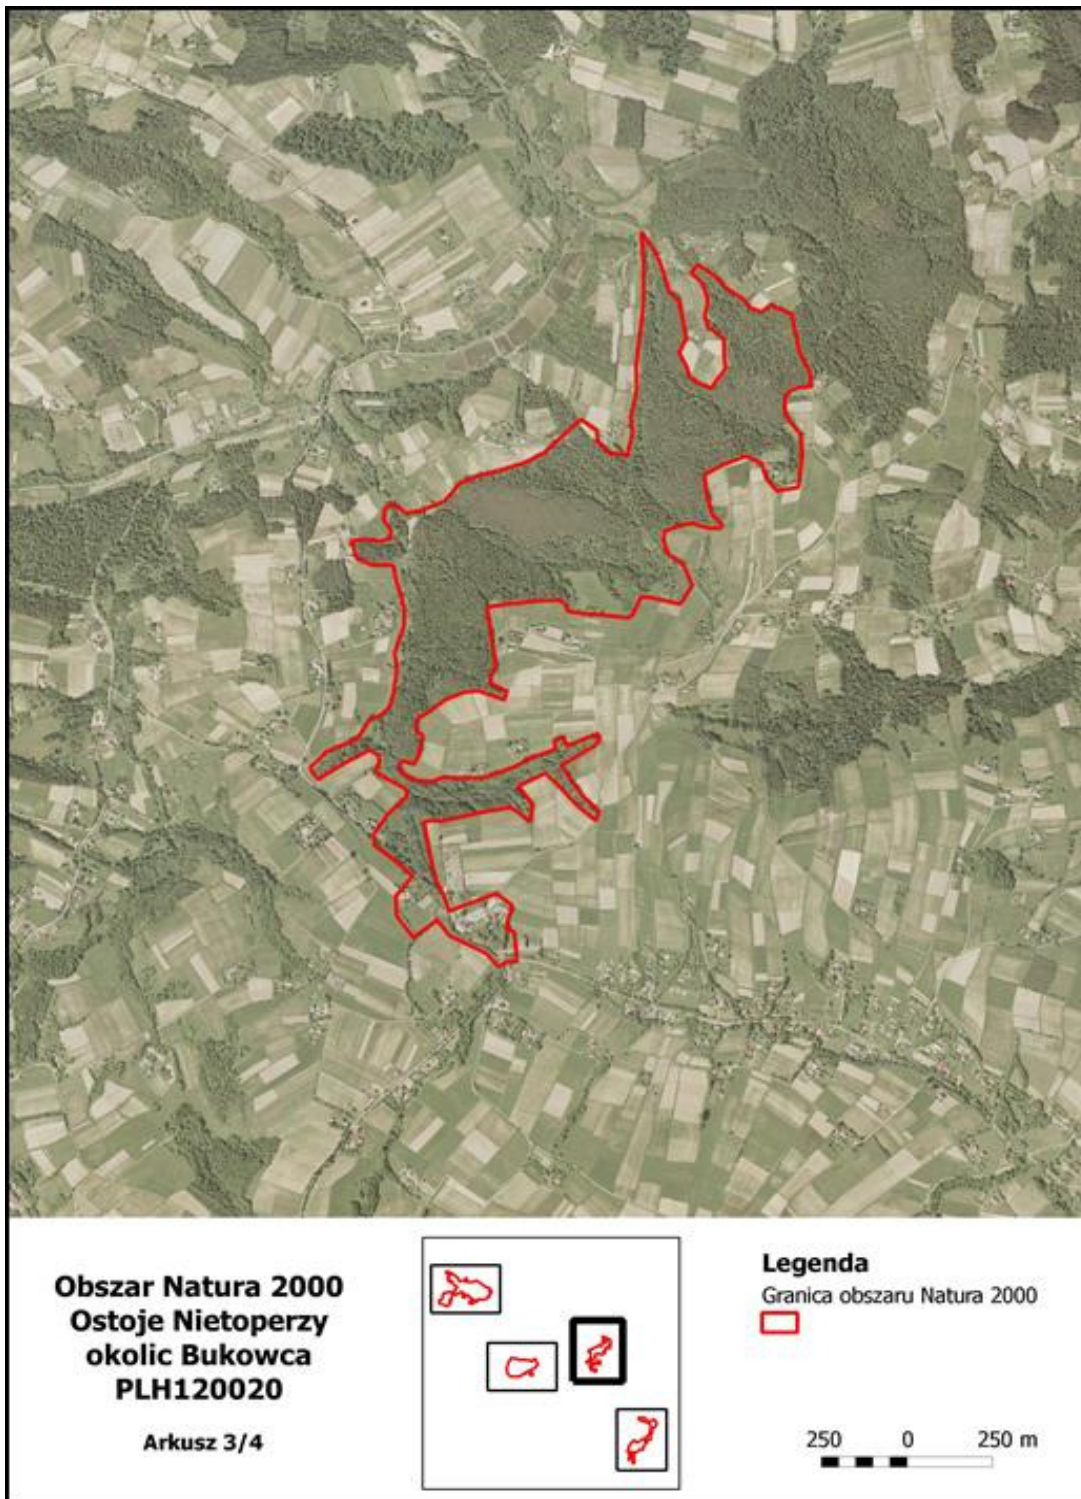 Obszar Natura 2000
Ostoje Nietoperzy
okolic Bukowca
PLH120020
Arkusz 3/4
Legenda
Granica obszaru Natura 2000
250 0 250 m